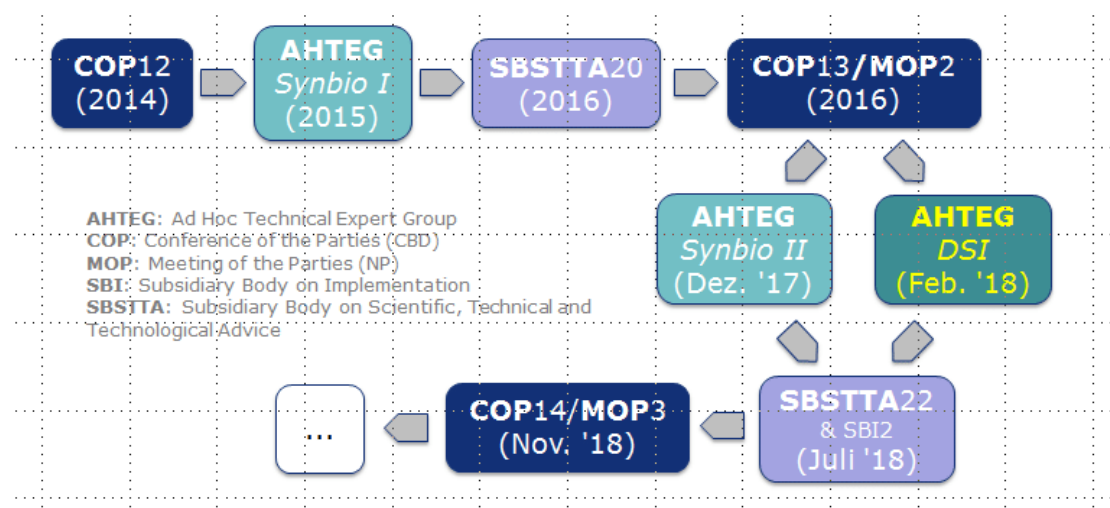 COP12
(2014)
AHTEG
Synbio I
(2015)
SBSTTA20
(2016)
COP13/MOP2
(2016)
AHTEG
Synbio II
(Dez. '17)
AHTEG
DSI
(Feb. '18)
AHTEG: Ad Hoc Technical Expert Group
COP: Conference of the Parties (CBD)
MOP: Meeting of the Parties (NP)
SBI: Subsidiary Body on Implementation
SBSTTA: Subsidiary Body on Scientific, Technical and
Technological Advice
SBSTTA22
& SBI2
(Juli '18)
COP14/MOP3
(Nov. '18)
...